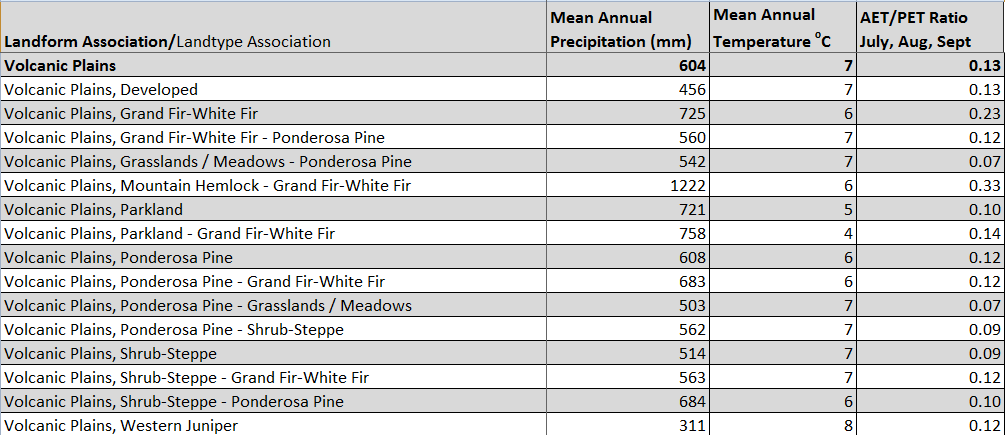 Landform Association/Landtype Association Mean Annual Precipitation (mm) Mean Annual Temperature ⁰C AET/PET Ratio July, Aug, Sept
Volcanic Plains 604 7 0.13
Volcanic Plains, Developed 456 7 0.13
Volcanic Plains, Grand Fir-White Fir 725 6 0.23
Volcanic Plains, Grand Fir-White Fir - Ponderosa Pine 560 7 0.12
Volcanic Plains, Grasslands / Meadows - Ponderosa Pine 542 7 0.07
Volcanic Plains, Mountain Hemlock - Grand Fir-White Fir 1222 6 0.33
Volcanic Plains, Parkland 721 5 0.10
Volcanic Plains, Parkland - Grand Fir-White Fir 758 4 0.14
Volcanic Plains, Ponderosa Pine 608 6 0.12
Volcanic Plains, Ponderosa Pine - Grand Fir-White Fir 683 6 0.12
Volcanic Plains, Ponderosa Pine - Grasslands / Meadows 503 7 0.07
Volcanic Plains, Ponderosa Pine - Shrub-Steppe 562 7 0.09
Volcanic Plains, Shrub-Steppe 514 7 0.09
Volcanic Plains, Shrub-Steppe - Grand Fir-White Fir 563 7 0.12
Volcanic Plains, Shrub-Steppe - Ponderosa Pine 684 6 0.10
Volcanic Plains, Western Juniper 311 8 0.12